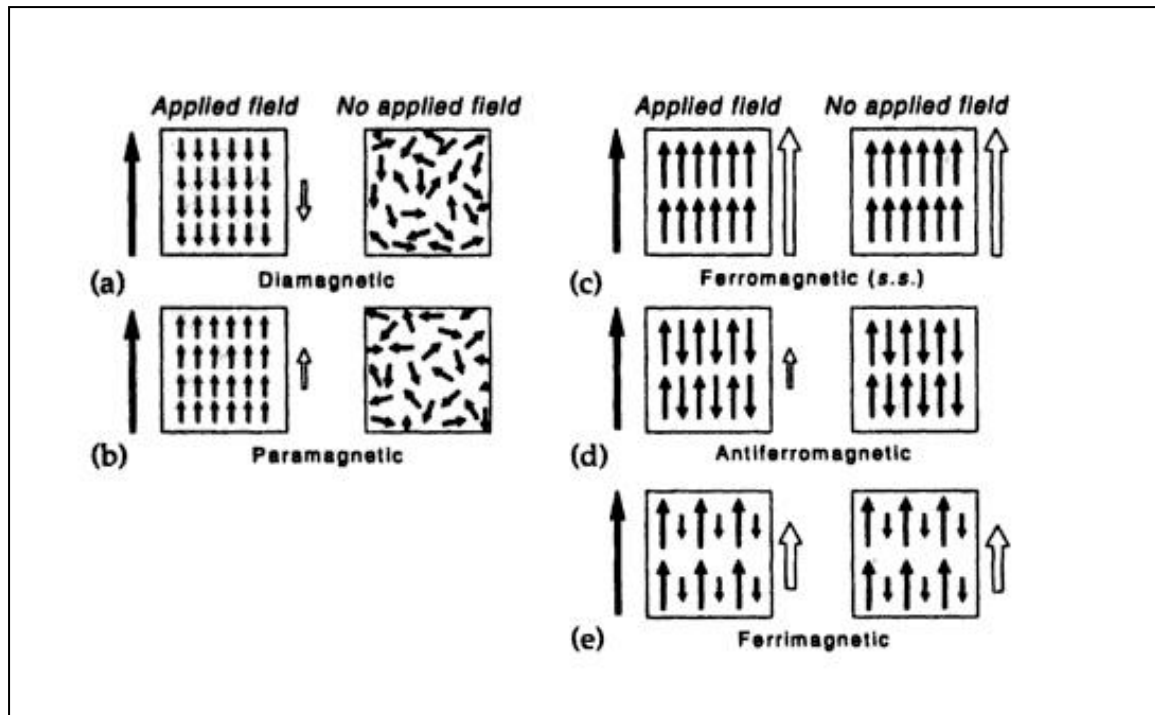 Applied field No applied field
(a)
Diamagnetic
(b)
Paramagnetic
Applied field No applied field
(c)
Ferromagnetic (s.s.)
(d)
Antiferromagnetic
(e)
Ferrimagnetic